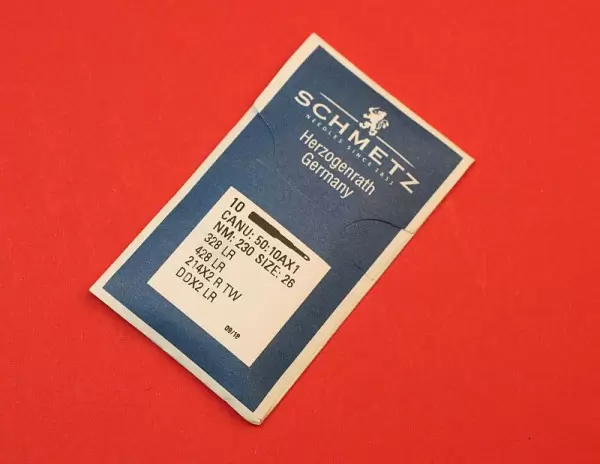 SCHMETZ
NEEDLES SINCE 1851
Herzogenrath
Germany
10
CANU: 50:10AX1
NM: 230 SIZE: 26
328 LR
428 LR
214X2 R TW
DDX2 LR
09/18